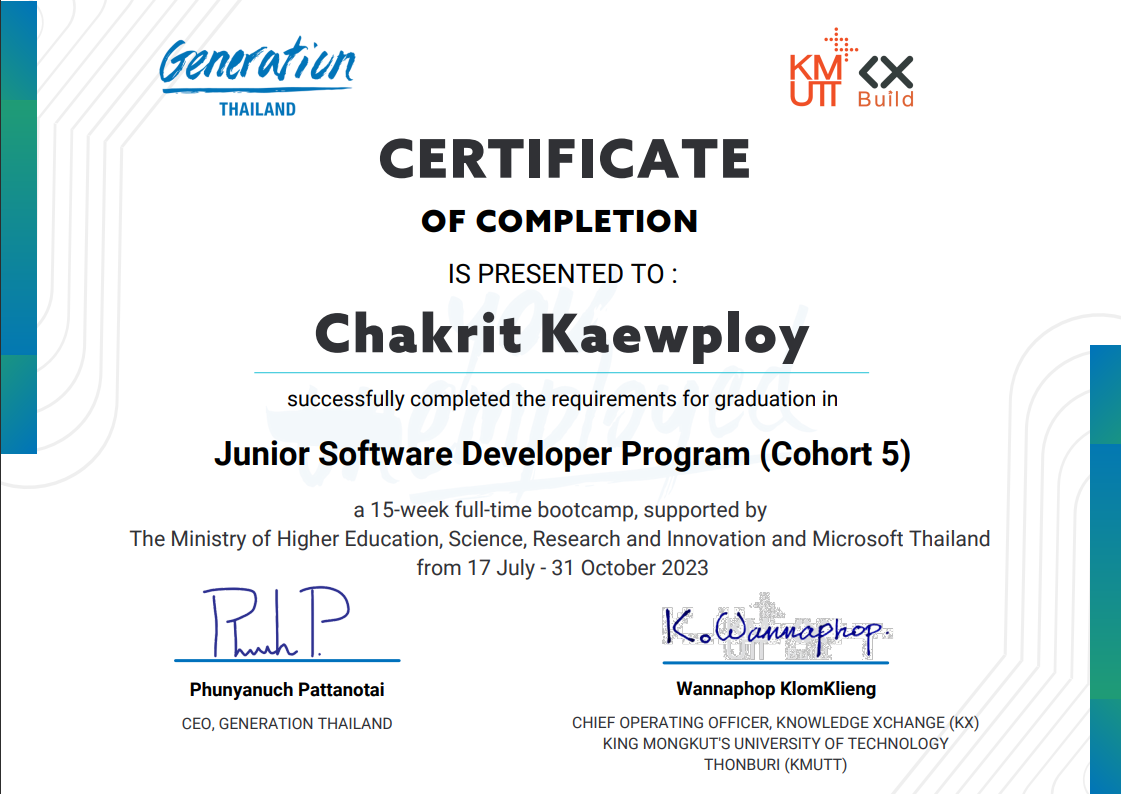 Generation
THAILAND
KM
UTT
KX
Build
CERTIFICATE
OF COMPLETION
IS PRESENTED TO :
Chakrit Kaewploy
successfully completed the requirements for graduation in
Junior Software Developer Program (Cohort 5)
a 15-week full-time bootcamp, supported by
The Ministry of Higher Education, Science, Research and Innovation and Microsoft Thailand
from 17 July - 31 October 2023
K. Wannaphop.
Phunyanuch Pattanotai
CEO, GENERATION THAILAND
Wannaphop KlomKlieng
CHIEF OPERATING OFFICER, KNOWLEDGE XCHANGE (KX)
KING MONGKUT'S UNIVERSITY OF TECHNOLOGY
THONBURI (KMUTT)